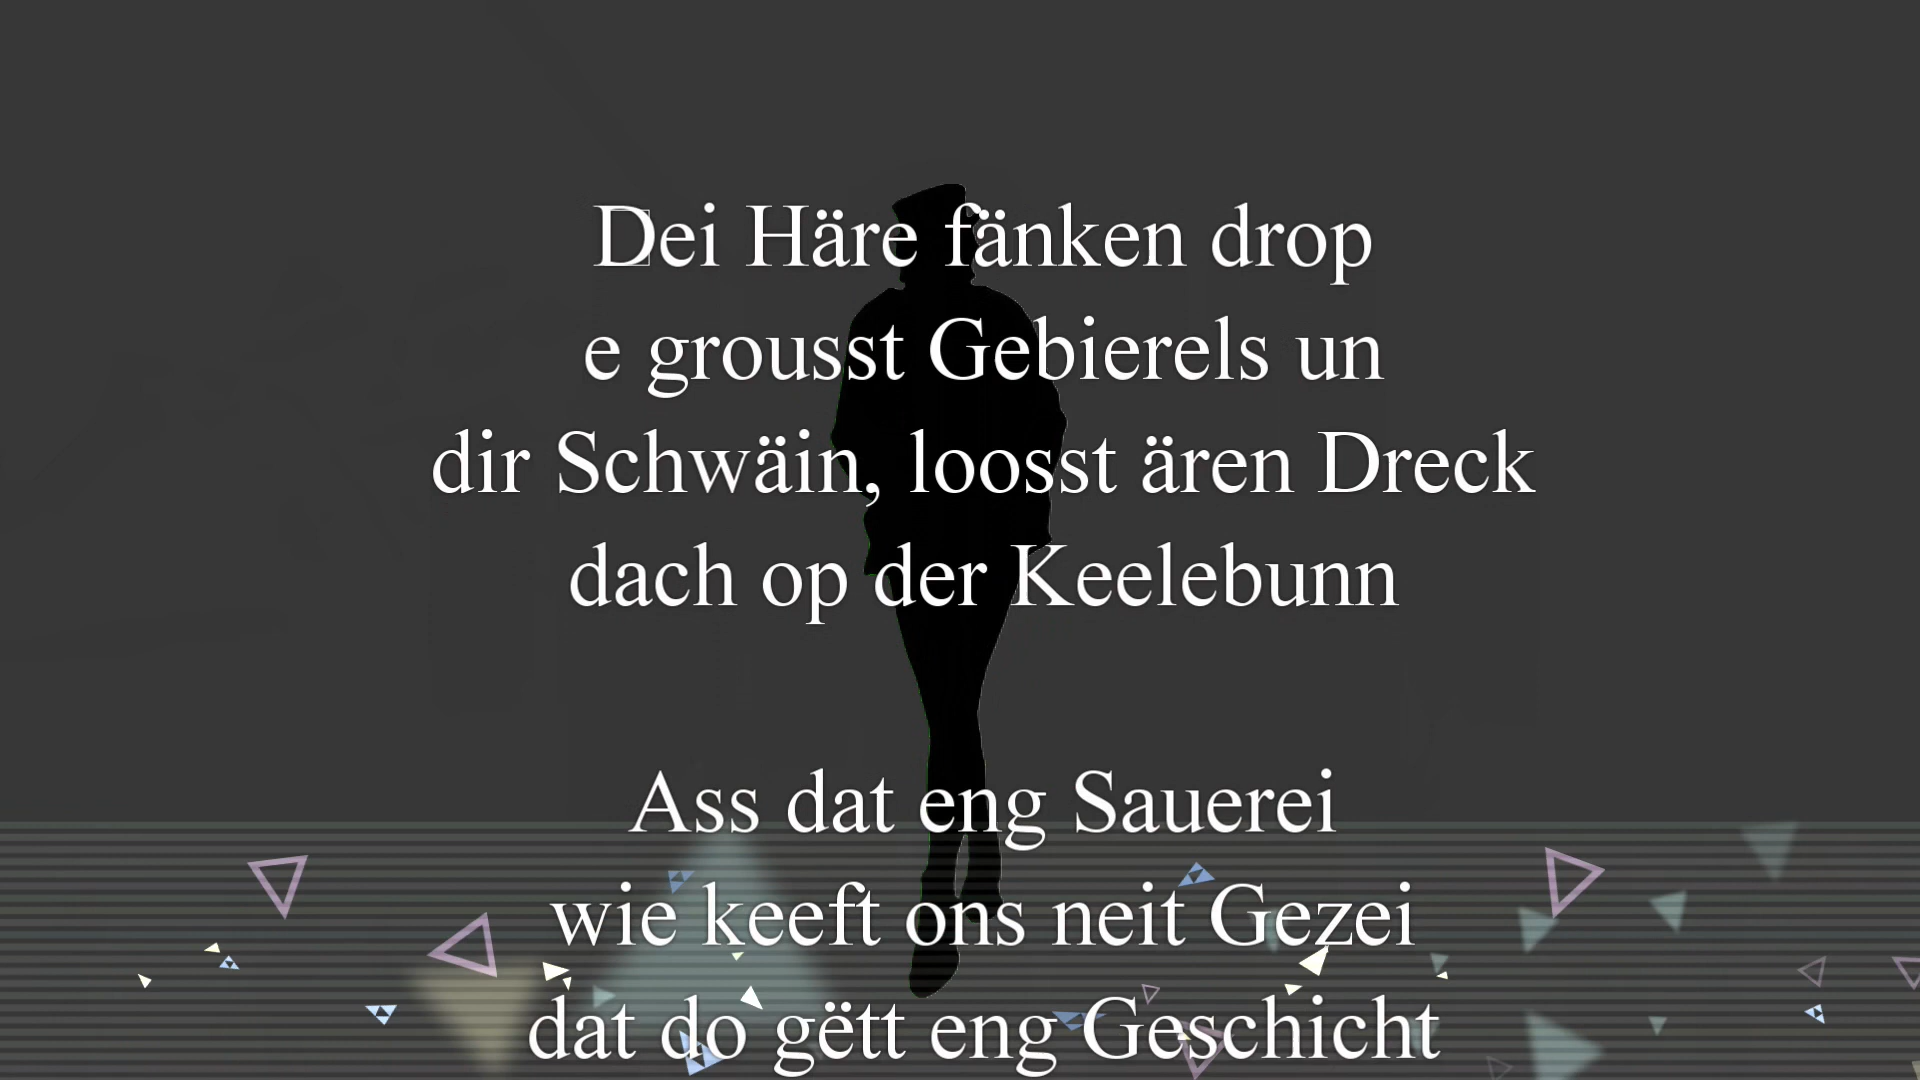 Dei Häre fänken drop
e grousst Gebierels un
dir Schwäin, loosst ären Dreck
dach op der Keelebunn
Ass dat eng Sauerei
wie keeft ons neit Gezei
dat do gëtt eng Geschicht